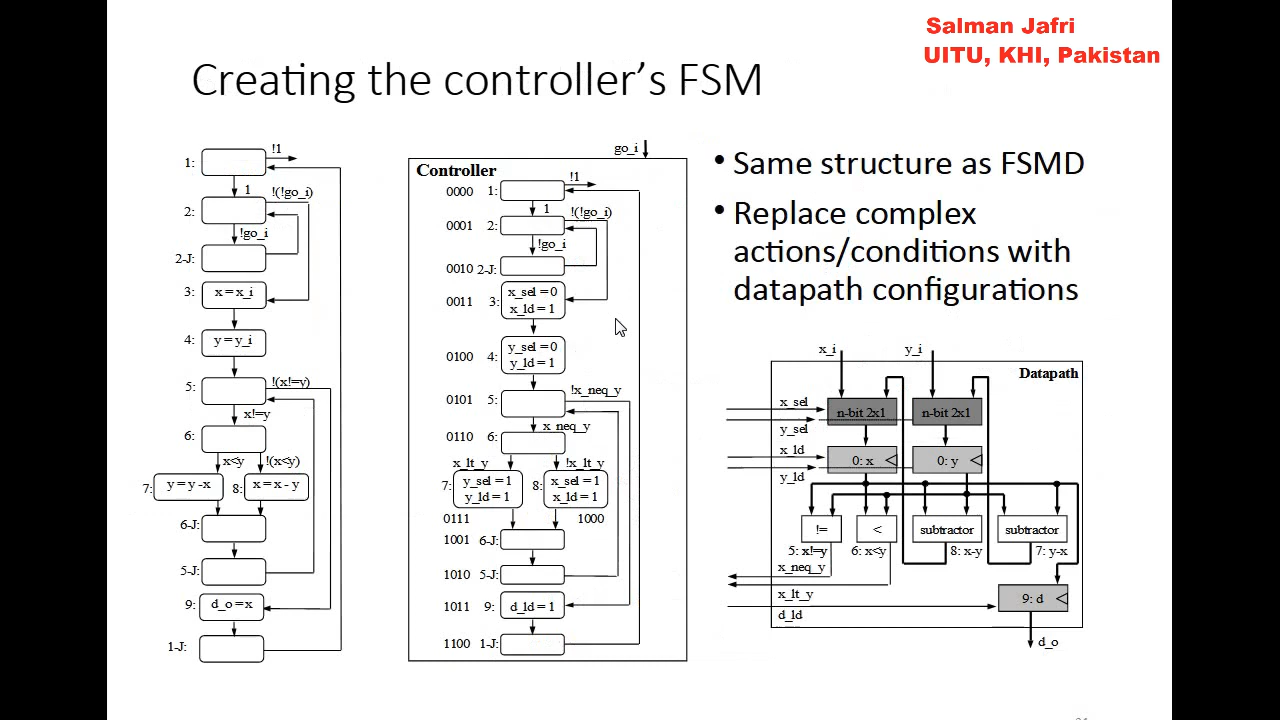 Salman Jafri
UITU, KHI, Pakistan
Creating the controller's FSM
1:
!1
1
2:
!(!go_i)
!go_i
2-J:
3:
x = x_i
4:
y = y_i
5:
!(x!=y)
x!=y
6:
x<y
!(x<y)
7:
y = y -x
8:
x = x - y
6-J:
5-J:
9:
d_o = x
1-J:
go_i
Controller
0000
1:
!1
1
0001
2:
!(!go_i)
!go_i
0010
2-J:
0011
3:
x_sel = 0
x_ld = 1
0100
4:
y_sel = 0
y_ld = 1
0101
5:
!x_neq_y
x_neq_y
0110
6:
x_lt_y
!x_lt_y
7:
y_sel = 1
y_ld = 1
8:
x_sel = 1
x_ld = 1
0111
1000
1001
6-J:
1010
5-J:
1011
9:
d_ld = 1
1100
1-J:
• Same structure as FSMD
• Replace complex
actions/conditions with
datapath configurations
x_i
y_i
Datapath
x_sel
n-bit 2x1
n-bit 2x1
y_sel
x_ld
0: x
0: y
y_ld
!=
<
subtractor
subtractor
5: x!=y
6: x<y
8: x-y
7: y-x
x_neq_y
x_lt_y
9: d
d_ld
d_o